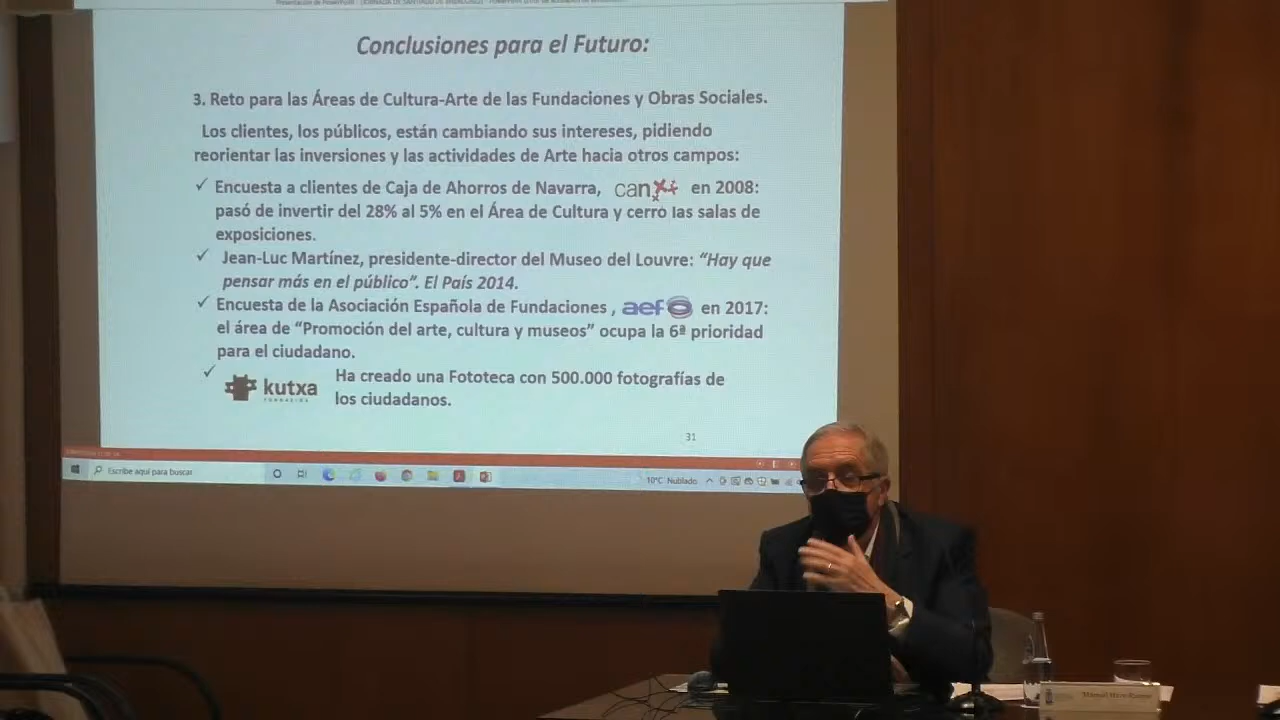 Conclusiones para el Futuro:
3. Reto para las Áreas de Cultura-Arte de las Fundaciones y Obras Sociales.
Los clientes, los públicos, están cambiando sus intereses, pidiendo
reorientar las inversiones y las actividades de Arte hacia otros campos:
✓ Encuesta a clientes de Caja de Ahorros de Navarra, can en 2008:
pasó de invertir del 28% al 5% en el Área de Cultura y cerró las salas de
exposiciones.
✓ Jean-Luc Martínez, presidente-director del Museo del Louvre: “Hay que
pensar más en el público”. El País 2014.
✓ Encuesta de la Asociación Española de Fundaciones , aef en 2017:
el área de “Promoción del arte, cultura y museos” ocupa la 6ª prioridad
para el ciudadano.
✓ kutxa Ha creado una Fototeca con 500.000 fotografías de
los ciudadanos.
31
Escribe aquí para buscar
10°C Nublado